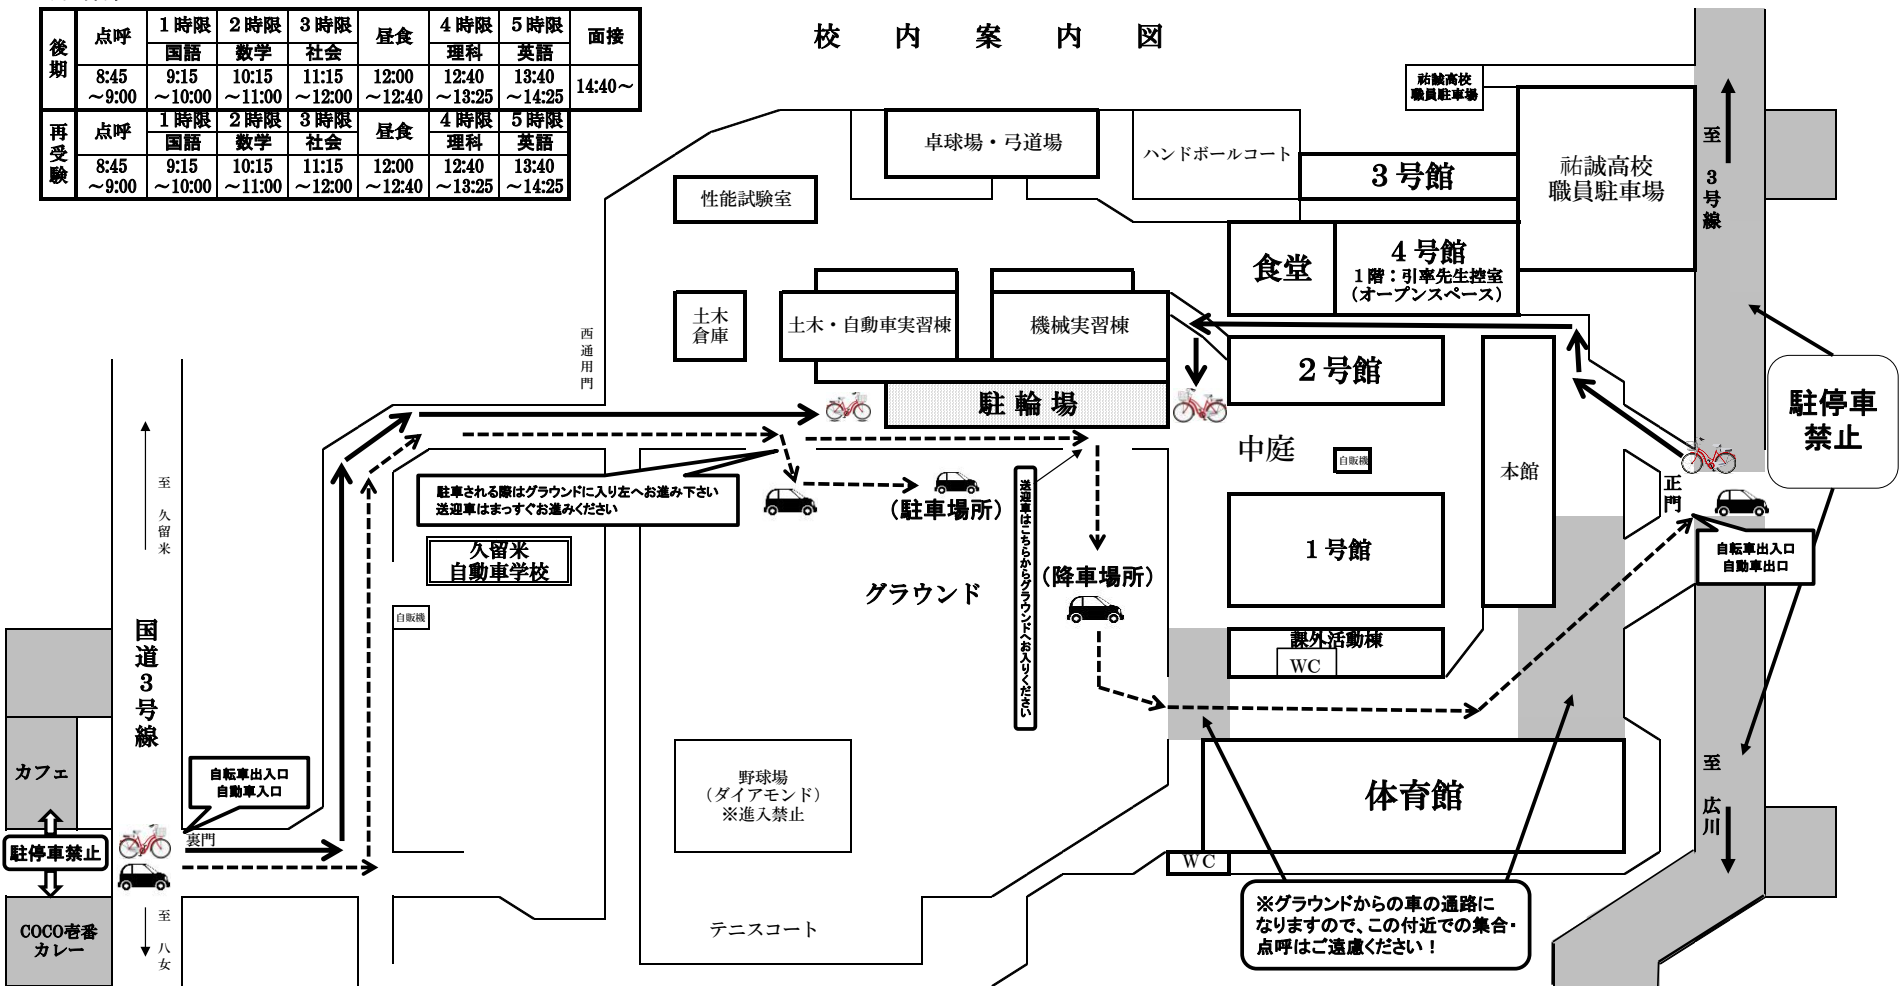 校内案内図
後期
点呼
1時限 2時限 3時限
昼食
4時限 5時限
面接
国語 数学 社会 理科 英語
8:45 9:15 10:15 11:15 12:00 12:40 13:40
～9:00 ～10:00 ～11:00 ～12:00 ～12:40 ～13:25 ～14:25
14:40～
再受験
点呼
1時限 2時限 3時限
昼食
4時限 5時限
国語 数学 社会 理科 英語
8:45 9:15 10:15 11:15 12:00 12:40 13:40
～9:00 ～10:00 ～11:00 ～12:00 ～12:40 ～13:25 ～14:25
祐誠高校
職員駐車場
卓球場・弓道場
ハンドボールコート
3号館
祐誠高校
職員駐車場
至 3号線
性能試験室
食堂
4号館
1階：引率先生控室
（オープンスペース）
土木
倉庫
土木・自動車実習棟
機械実習棟
西通用門
2号館
駐停車
禁止
駐輪場
中庭
自販機
本館
正門
至 久留米
駐車される際はグラウンドに入り左へお進み下さい
送迎車はまっすぐお進みください
（駐車場所）
送迎車はこちらからグラウンドへお入りください
久留米
自動車学校
1号館
自転車出入口
自動車出口
（降車場所）
グラウンド
自販機
国道3号線
課外活動棟
WC
カフェ
自転車出入口
自動車入口
野球場
（ダイアモンド）
※進入禁止
体育館
至 広川
裏門
駐停車禁止
WC
※グラウンドからの車の通路に
なりますので、この付近での集合・
点呼はご遠慮ください！
COCO壱番
カレー
至 八女
テニスコート